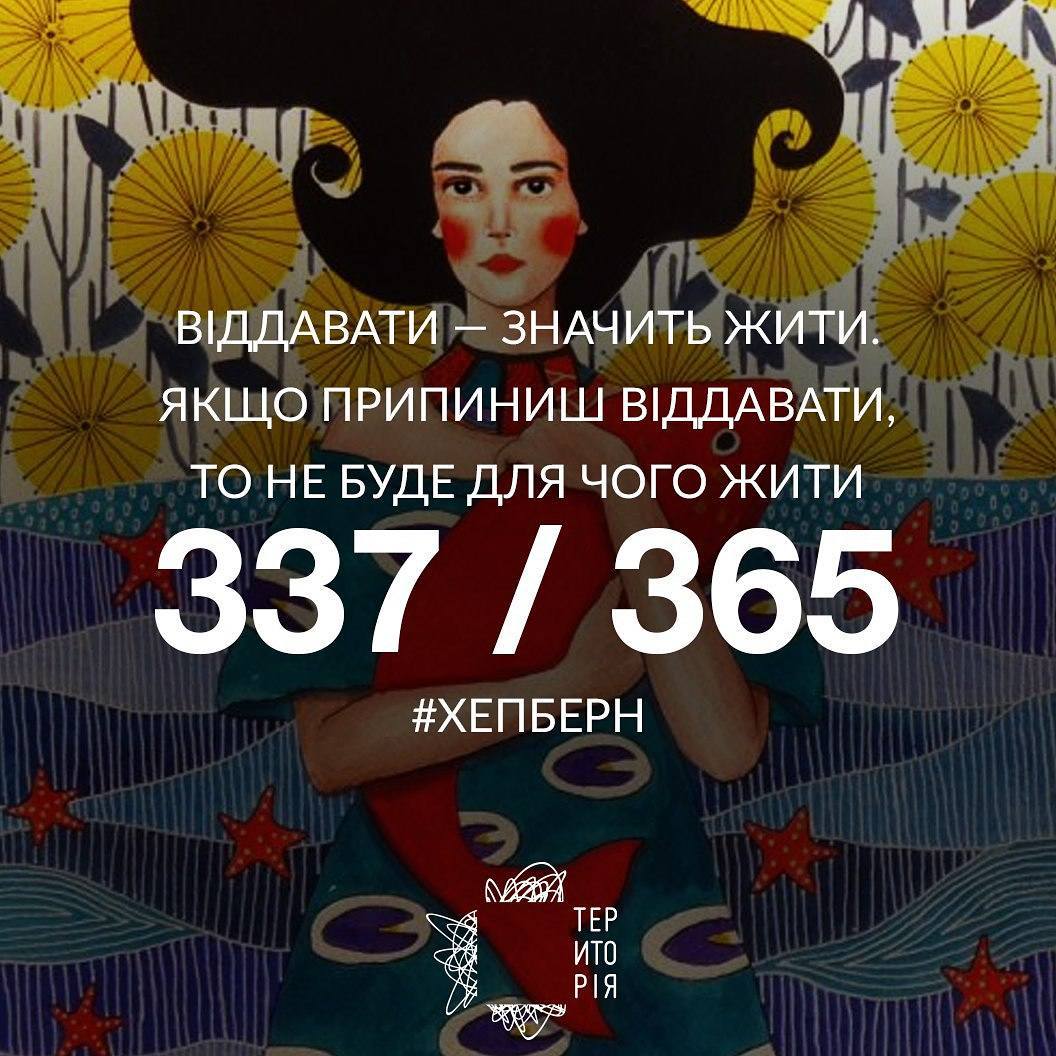 ВІДДАВАТИ – ЗНАЧИТЬ ЖИТИ.
ЯКЩО ПРИПИНИШ ВІДДАВАТИ,
ТО НЕ БУДЕ ДЛЯ ЧОГО ЖИТИ
337 / 365
#ХЕПБЕРН
ТЕР
ИТО
РІЯ